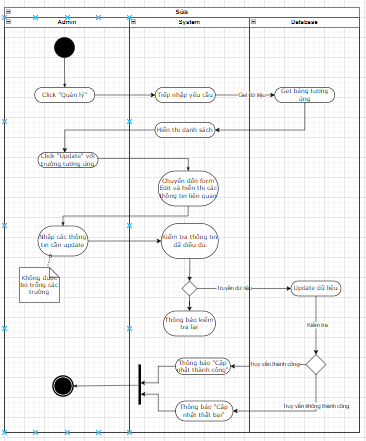 Sửa
Admin
System
Database
Click "Quản lý"
Tiếp nhập yêu cầu
Get dữ liệu
Get bảng tương
ứng
Hiển thị danh sách
Click "Update" với
trường tương ứng
Chuyển đến form
Edit và hiển thị các
thông tin liên quan
Nhập các thông
tin cần update
Kiểm tra thông tin
đã điều đủ
Không được
bỏ trống các
trường
Truyền dữ liệu
Update dữ liệu
Thông báo kiểm
tra lại
Kiểm tra
Thông báo "Cập
nhật thành công"
Truy vấn thành công
Thông báo "Cập
nhật thất bại"
Truy vấn không thành công